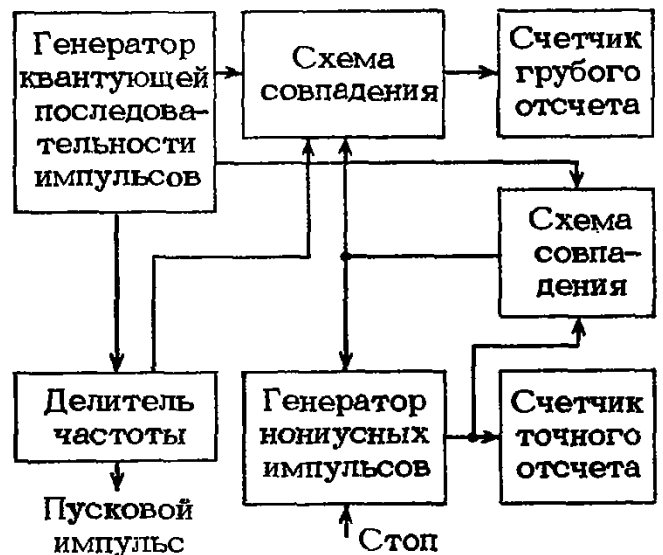 Генератор
квантующей
последова-
тельности
импульсов
Схема
совпадения
Счетчик
грубого
отсчета
Схема
совпа-
дения
Делитель
частоты
Генератор
нониусных
импульсов
Счетчик
точного
отсчета
Пусковой
импульс
Стоп